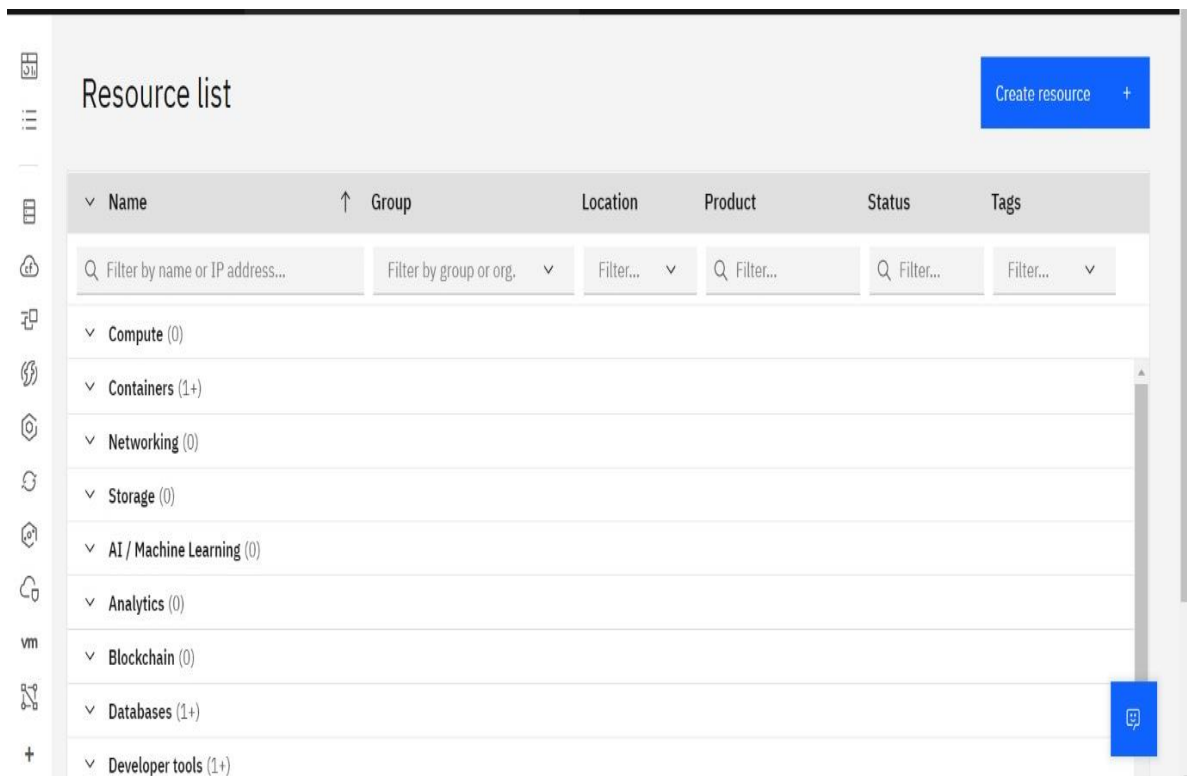 Resource list
Create resource +
Name ↑ Group Location Product Status Tags
Filter by name or IP address... Filter by group or org. Filter... Filter... Filter... Filter...
Compute (0)
Containers (1+)
Networking (0)
Storage (0)
AI / Machine Learning (0)
Analytics (0)
Blockchain (0)
Databases (1+)
Developer tools (1+)
cf
vm
+